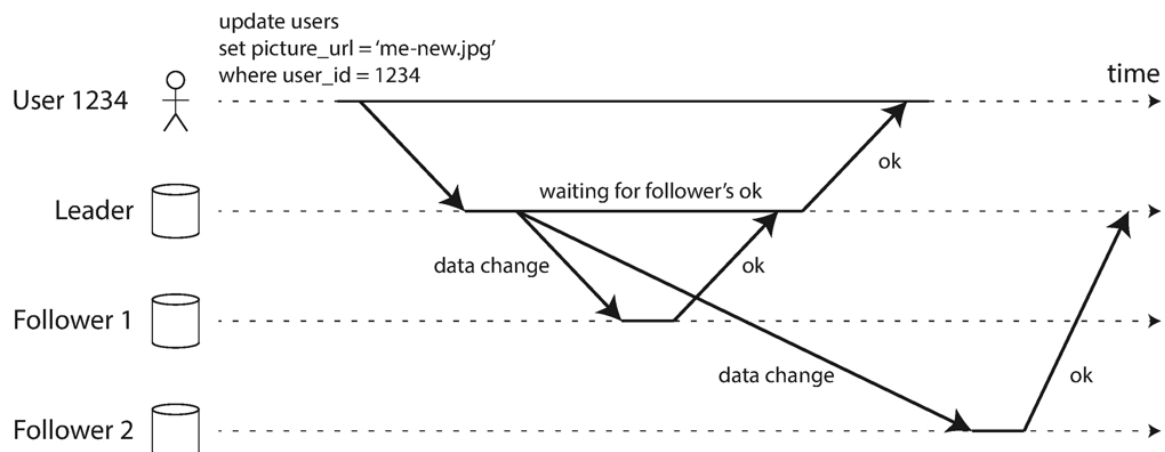 update users
set picture_url = ‘me-new.jpg’
where user_id = 1234
time
User 1234
ok
waiting for follower’s ok
Leader
data change
ok
Follower 1
data change
ok
Follower 2